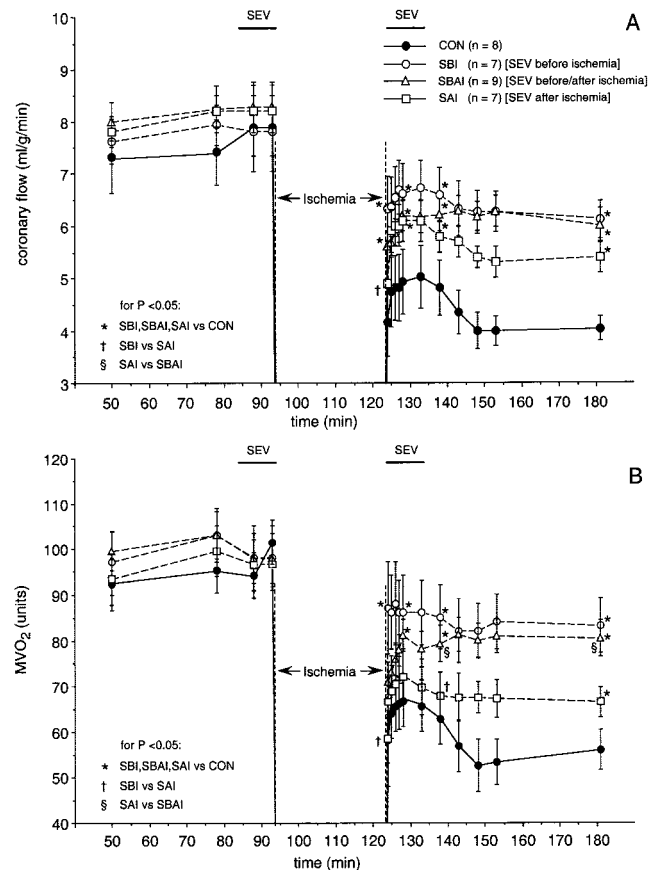 SEV SEV
A
10
9
8
7
6
5
4
3
coronary flow (ml/g/min)
CON (n = 8)
SBI (n = 7) [SEV before ischemia]
SBAI (n = 9) [SEV before/after ischemia]
SAI (n = 7) [SEV after ischemia]
Ischemia
* * * *
* * * *
* * *
†
for P <0.05:
* SBI,SBAI,SAI vs CON
† SBI vs SAI
§ SAI vs SBAI
40 50 60 70 80 90 100 110 120 130 140 150 160 170 180
time (min)
SEV SEV
B
120
110
100
90
80
70
60
50
40
MVO2 (units)
Ischemia
* * * *
* * § § *
† *
†
for P <0.05:
* SBI,SBAI,SAI vs CON
† SBI vs SAI
§ SAI vs SBAI
40 50 60 70 80 90 100 110 120 130 140 150 160 170 180
time (min)